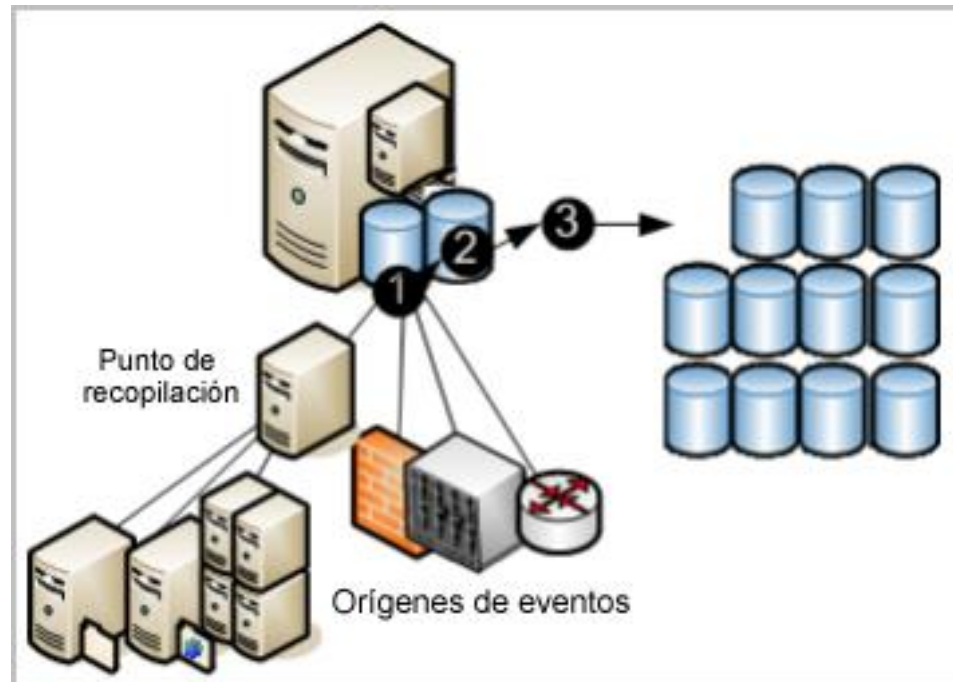 2
3
1
Punto de
recopilación
Orígenes de eventos